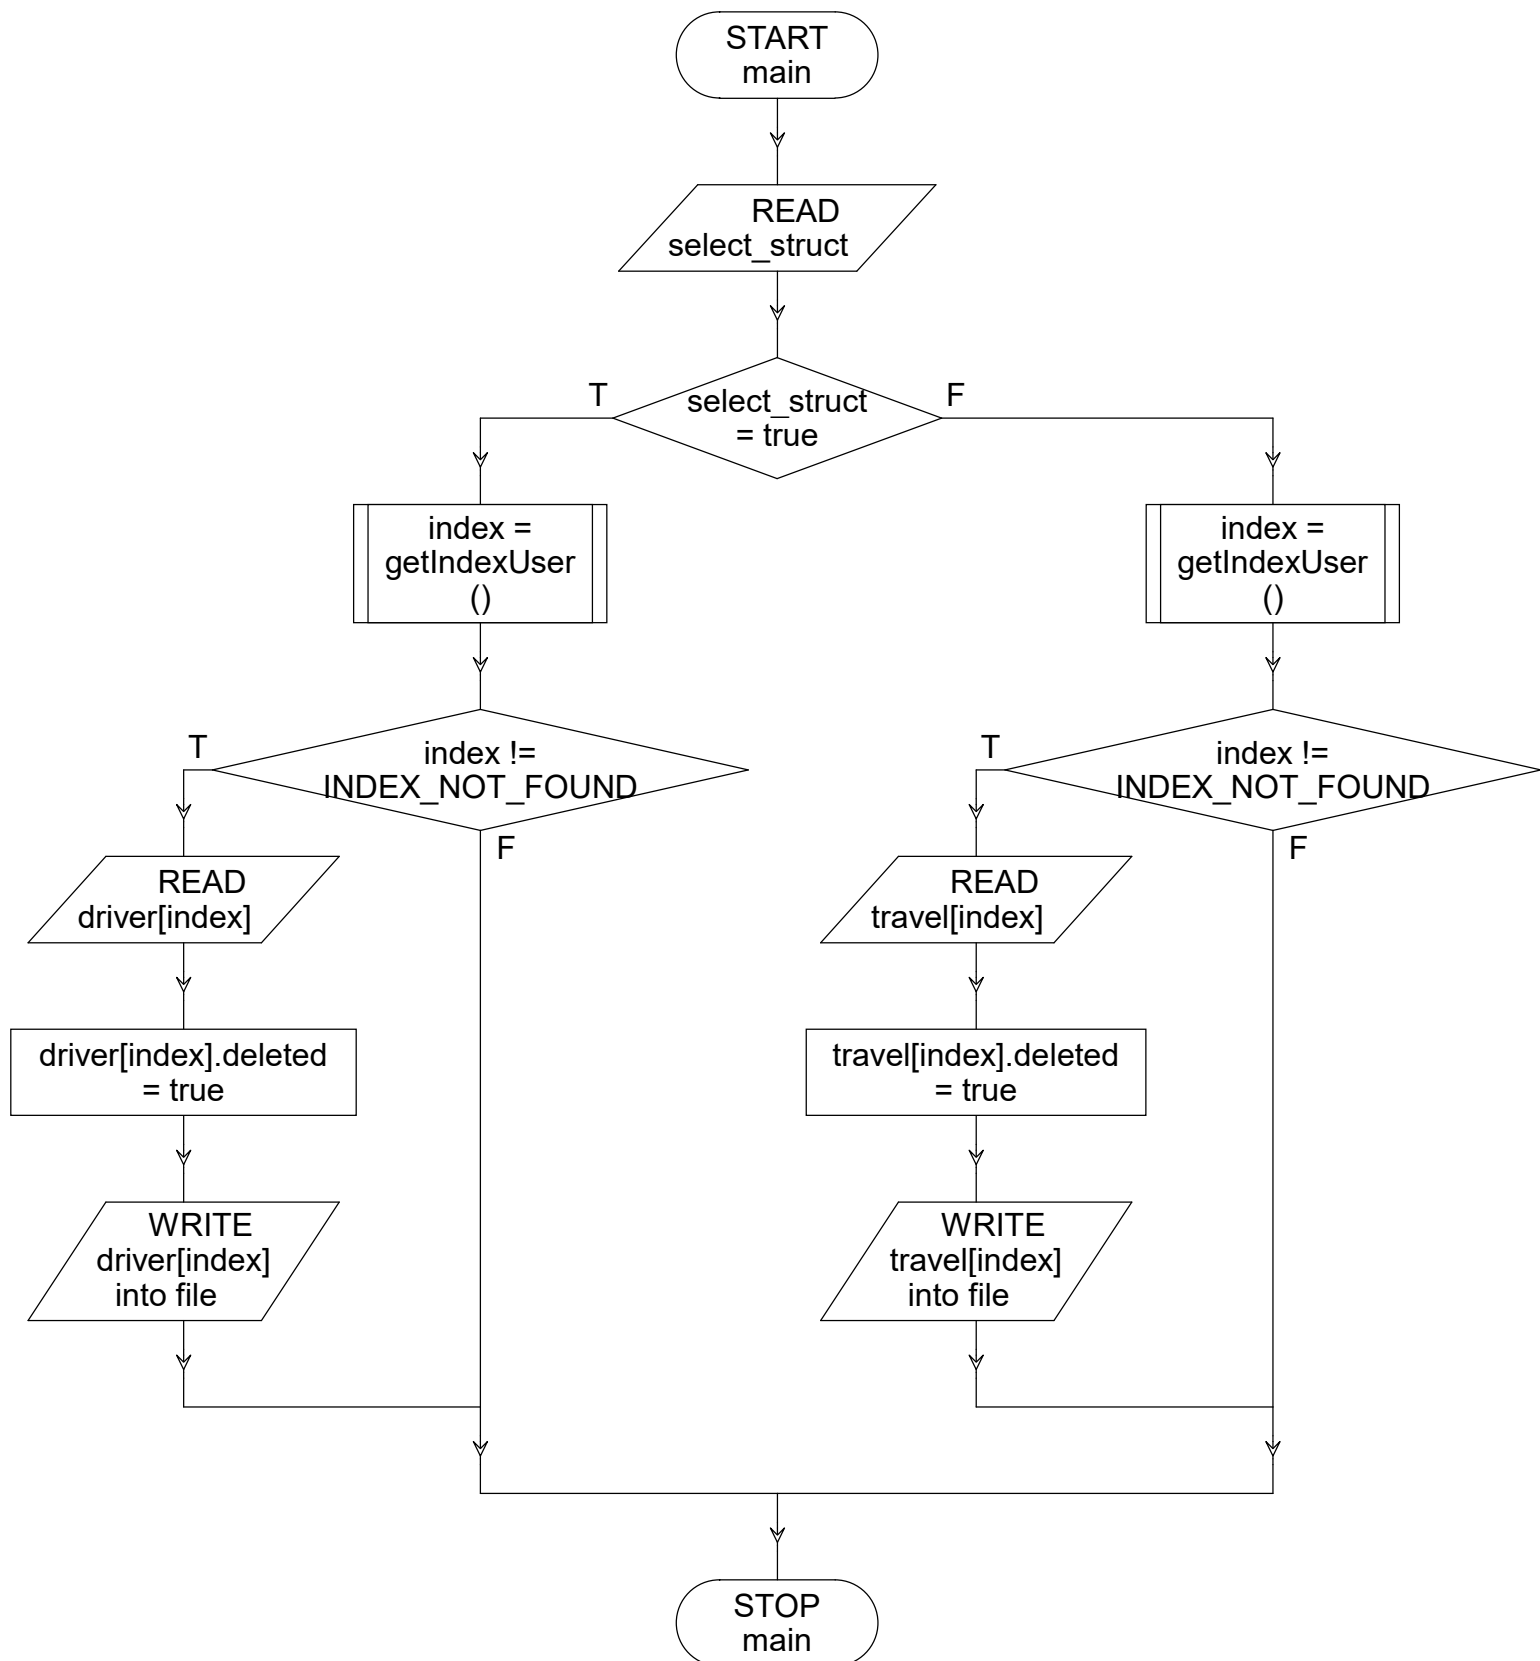 START
main
READ
select_struct
T
select_struct
= true
F
index =
getIndexUser
()
index =
getIndexUser
()
T
index !=
INDEX_NOT_FOUND
F
T
index !=
INDEX_NOT_FOUND
F
READ
driver[index]
READ
travel[index]
driver[index].deleted
= true
travel[index].deleted
= true
WRITE
driver[index]
into file
WRITE
travel[index]
into file
STOP
main